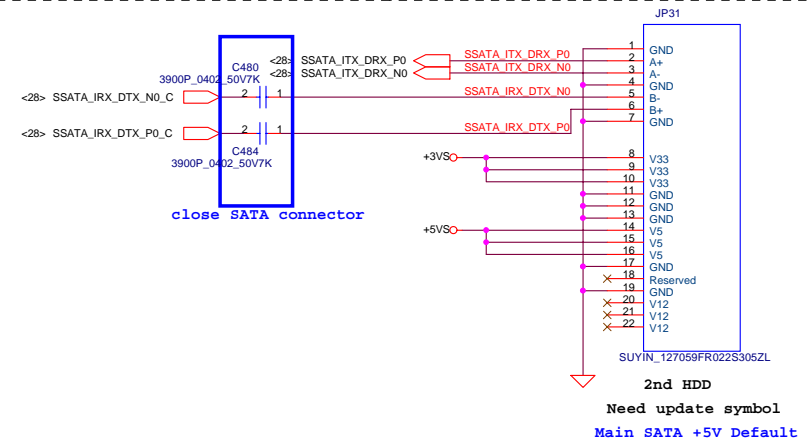 JP31
C480
3900P_0402_50V7K
<28> SSATA_ITX_DRX_P0 SSATA_ITX_DRX_P0
<28> SSATA_ITX_DRX_N0 SSATA_ITX_DRX_N0
<28> SSATA_IRX_DTX_N0_C 2 1 SSATA_IRX_DTX_N0
<28> SSATA_IRX_DTX_P0_C 2 1 SSATA_IRX_DTX_P0
C484
3900P_0402_50V7K
close SATA connector
1 GND
2 A+
3 A-
4 GND
5 B-
6 B+
7 GND
+3VS 8 V33
9 V33
10 V33
11 GND
12 GND
13 GND
+5VS 14 V5
15 V5
16 V5
17 GND
18 Reserved
19 GND
20 V12
21 V12
22 V12
SUYIN_127059FR022S305ZL
2nd HDD
Need update symbol
Main SATA +5V Default